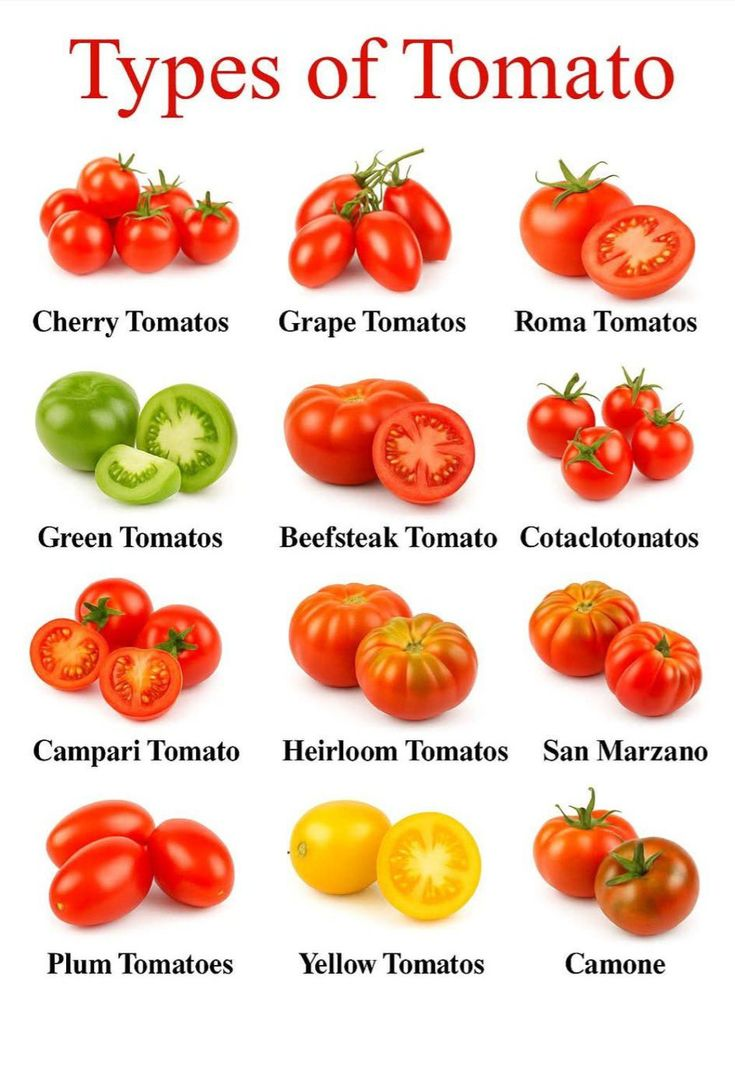 Types of Tomato
Cherry Tomatos
Grape Tomatos
Roma Tomatos
Green Tomatos
Beefsteak Tomato
Cotaclotonatos
Campari Tomato
Heirloom Tomatos
San Marzano
Plum Tomatoes
Yellow Tomatos
Camone